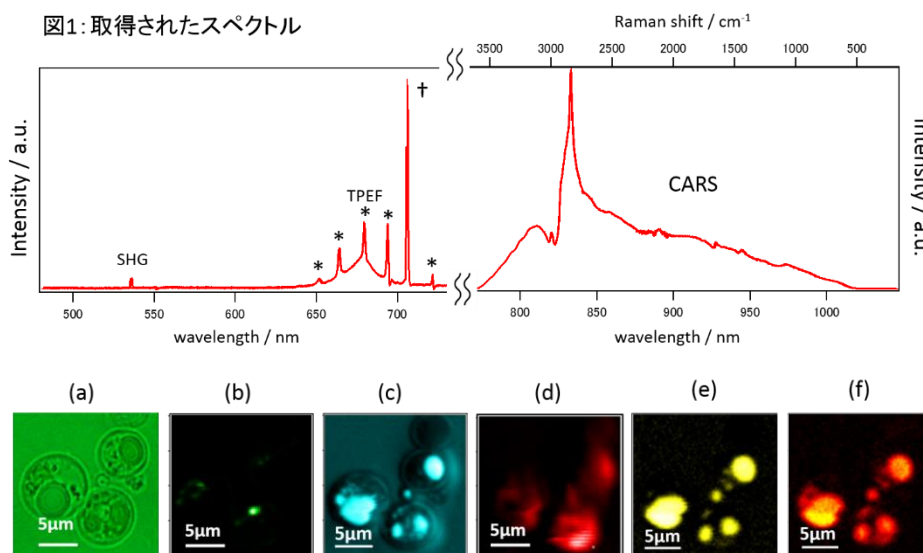 図1: 取得されたスペクトル
Raman shift / cm-1
3500 3000 2500 2000 1500 1000 500
Intensity / a.u.
SHG
TPEF
* * * * *
†
CARS
Intensity / a.u.
500 550 600 650 700
800 850 900 950 1000
wavelength / nm
wavelength / nm
(a) (b) (c) (d) (e) (f)
5μm 5μm 5μm 5μm 5μm 5μm